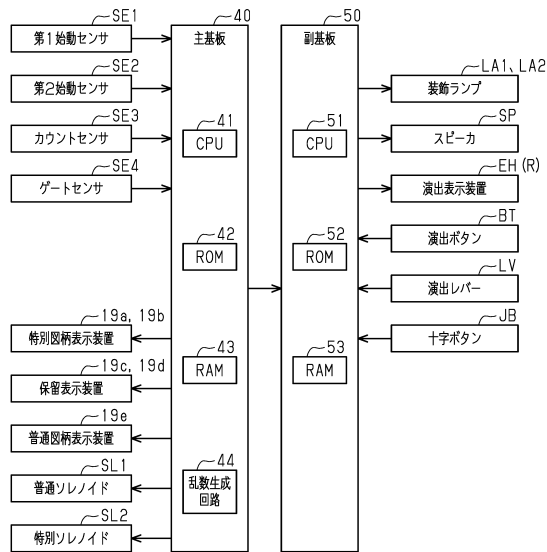 SE1
第1始動センサ
SE2
第2始動センサ
SE3
カウントセンサ
SE4
ゲートセンサ
19a, 19b
特別図柄表示装置
19c, 19d
保留表示装置
19e
普通図柄表示装置
SL1
普通ソレノイド
SL2
特別ソレノイド
40
主基板
41
CPU
42
ROM
43
RAM
44
乱数生成
回路
50
副基板
51
CPU
52
ROM
53
RAM
LA1、LA2
装飾ランプ
SP
スピーカ
EH(R)
演出表示装置
BT
演出ボタン
LV
演出レバー
JB
十字ボタン